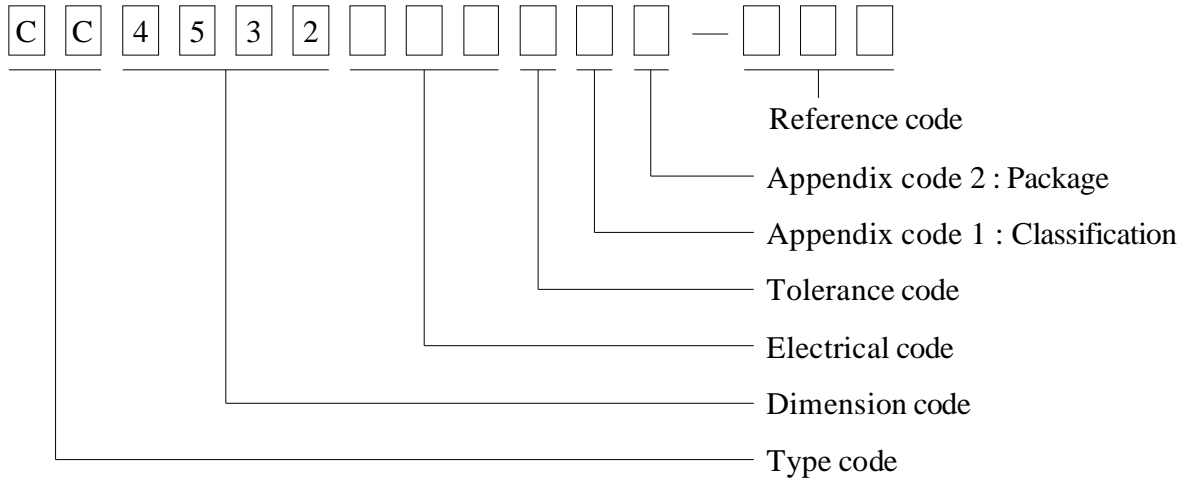 C C 4 5 3 2 —
Reference code
Appendix code 2 : Package
Appendix code 1 : Classification
Tolerance code
Electrical code
Dimension code
Type code